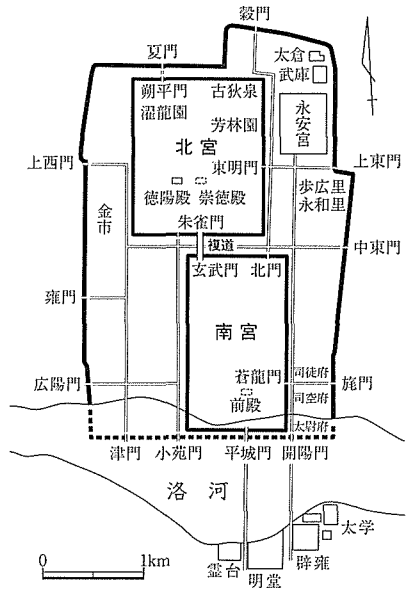 穀門
夏門
太倉
武庫
朔平門
古狄泉
濯龍園
永安宮
芳林園
北宮
上西門
東明門
上東門
歩広里
永和里
徳陽殿
崇徳殿
金市
朱雀門
複道
中東門
玄武門
北門
雍門
南宮
司徒府
広陽門
蒼龍門
旄門
司空府
前殿
太尉府
津門
小苑門
平城門
開陽門
洛河
太学
0
1km
霊台
明堂
辟雍